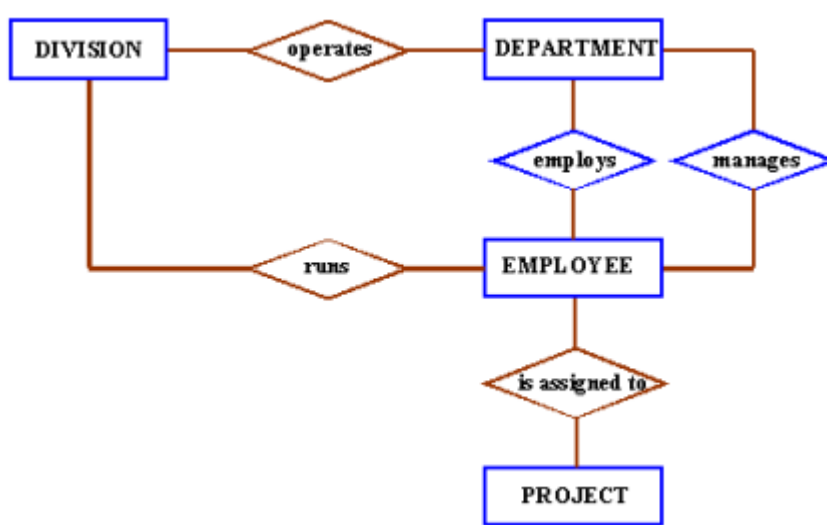 DIVISION
operates
DEPARTMENT
employs
manages
runs
EMPLOYEE
is assigned to
PROJECT